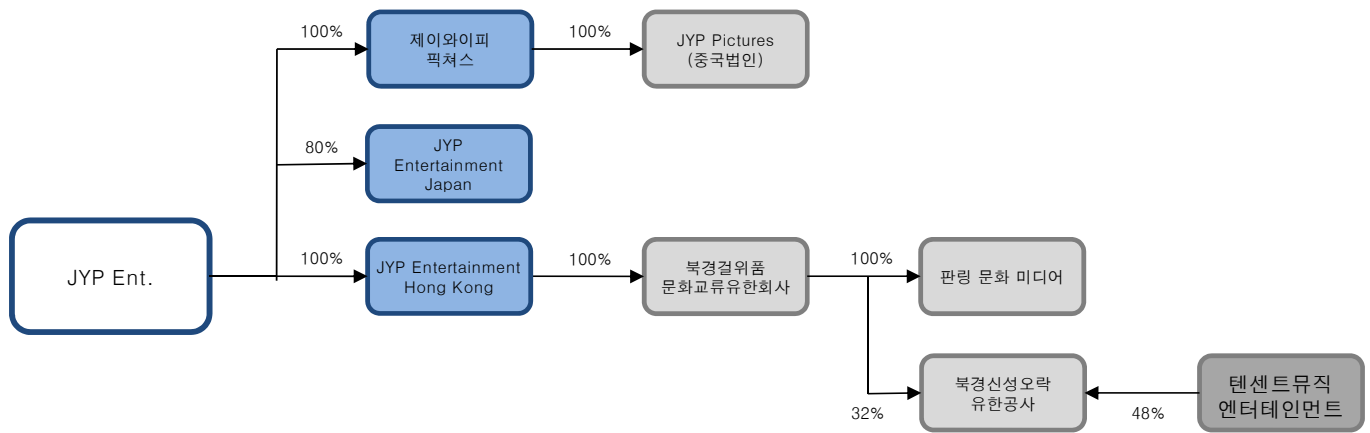 100%
제이와이피
픽쳐스
100%
JYP Pictures
(중국법인)
80%
JYP
Entertainment
Japan
JYP Ent.
100%
JYP Entertainment
Hong Kong
100%
북경걸위품
문화교류유한회사
100%
판링 문화 미디어
32%
북경신성오락
유한공사
48%
텐센트뮤직
엔터테인먼트